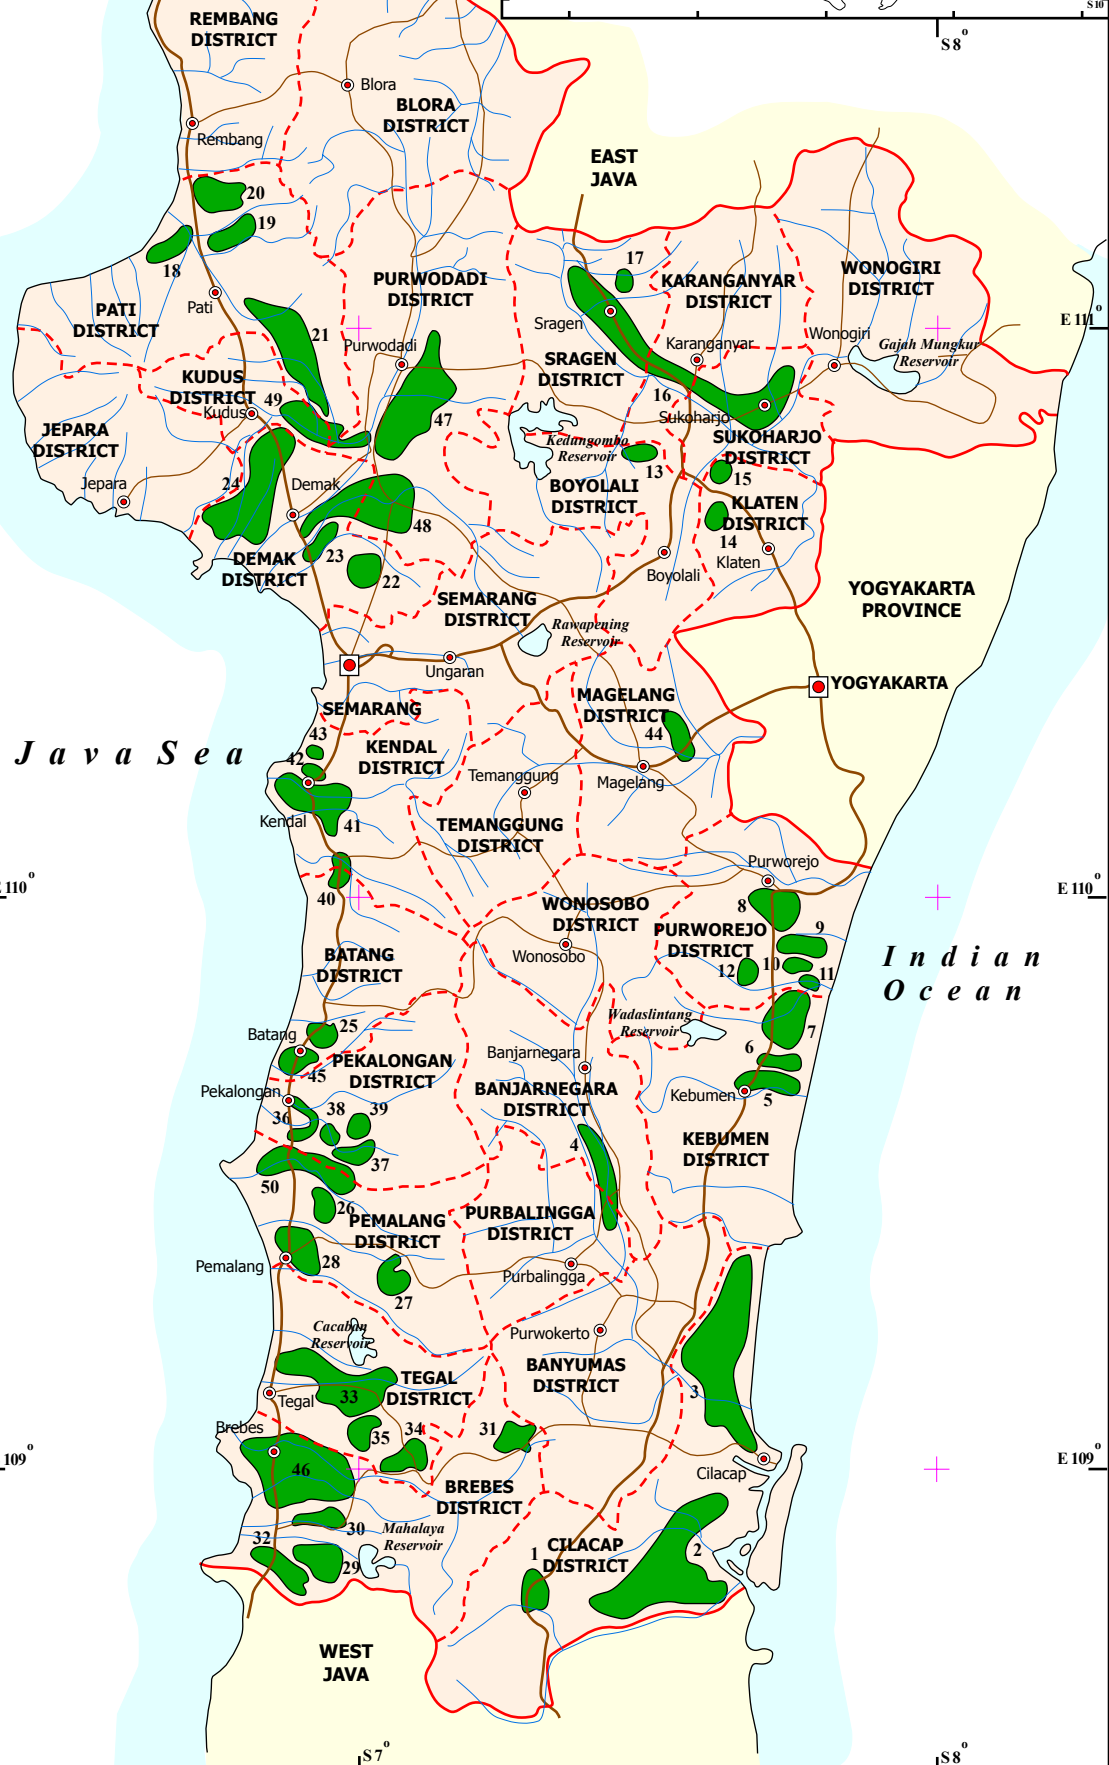 S 10
REMBANG
DISTRICT
S 8°
Blora
BLORA
DISTRICT
Rembang
EAST
JAVA
20
19
18
17
PURWODADI
DISTRICT
KARANGANYAR
DISTRICT
WONOGIRI
DISTRICT
PATI
DISTRICT
Pati
21
Sragen
E 111°
Purwodadi
Karanganyar
Wonogiri
Gajah Mungkur
Reservoir
SRAGEN
DISTRICT
KUDUS
DISTRICT
49
Kudus
47
16
Sukoharjo
JEPARA
DISTRICT
Kedungombo
Reservoir
SUKOHARJO
DISTRICT
13
15
Jepara
24
Demak
BOYOLALI
DISTRICT
KLATEN
DISTRICT
48
14
23
22
DEMAK
DISTRICT
Boyolali
Klaten
YOGYAKARTA
PROVINCE
SEMARANG
DISTRICT
Rawapening
Reservoir
Ungaran
YOGYAKARTA
SEMARANG
MAGELANG
DISTRICT
44
43
42
KENDAL
DISTRICT
Java Sea
Temanggung
Magelang
Kendal
41
TEMANGGUNG
DISTRICT
Purworejo
40
E 110°
E 110°
WONOSOBO
DISTRICT
8
PURWOREJO
DISTRICT
9
10
11
12
Wonosobo
BATANG
DISTRICT
Indian
Ocean
Wadaslintang
Reservoir
7
25
Batang
45
PEKALONGAN
DISTRICT
Banjarnegara
6
BANJARNEGARA
DISTRICT
Pekalongan
Kebumen
5
36
38
39
4
KEBUMEN
DISTRICT
37
50
26
PEMALANG
DISTRICT
PURBALINGGA
DISTRICT
28
Pemalang
Purbalingga
27
Cacaban
Reservoir
Purwokerto
BANYUMAS
DISTRICT
3
TEGAL
DISTRICT
33
Tegal
Brebes
35
34
31
46
109°
E 109°
Cilacap
BREBES
DISTRICT
30
Mahalaya
Reservoir
32
29
1
CILACAP
DISTRICT
2
WEST
JAVA
S 7°
S 8°